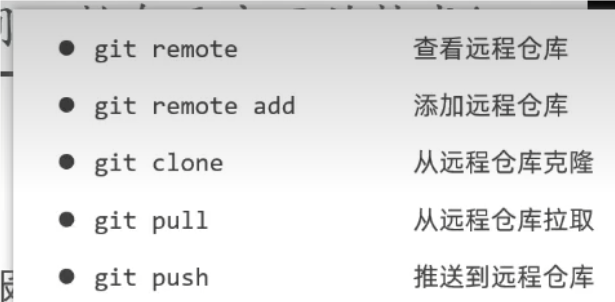 ● git remote 查看远程仓库
● git remote add 添加远程仓库
● git clone 从远程仓库克隆
● git pull 从远程仓库拉取
● git push 推送到远程仓库